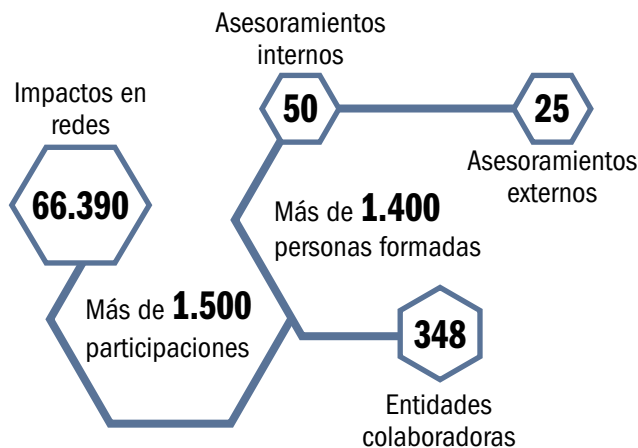 Asesoramientos
internos
50
25
Asesoramientos
externos
Impactos en
redes
66.390
Más de 1.400
personas formadas
Más de 1.500
participaciones
348
Entidades
colaboradoras